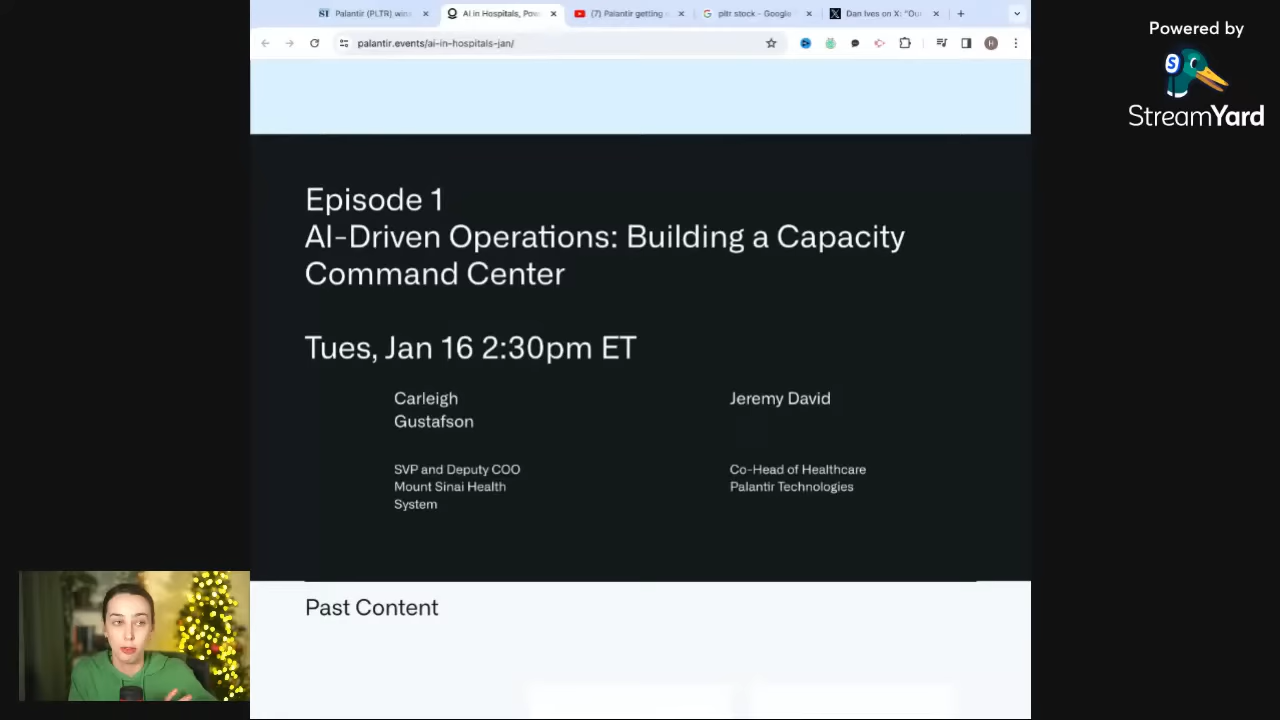 Palantir (PLTR) wins
AI in Hospitals, Pow
(7) Palantir getting
pltr stock - Google
Dan Ives on X: "Our
palantir.events/ai-in-hospitals-jan/
H
Powered by
S
StreamYard
Episode 1
AI-Driven Operations: Building a Capacity
Command Center
Tues, Jan 16 2:30pm ET
Carleigh
Gustafson
Jeremy David
SVP and Deputy COO
Mount Sinai Health
System
Co-Head of Healthcare
Palantir Technologies
Past Content